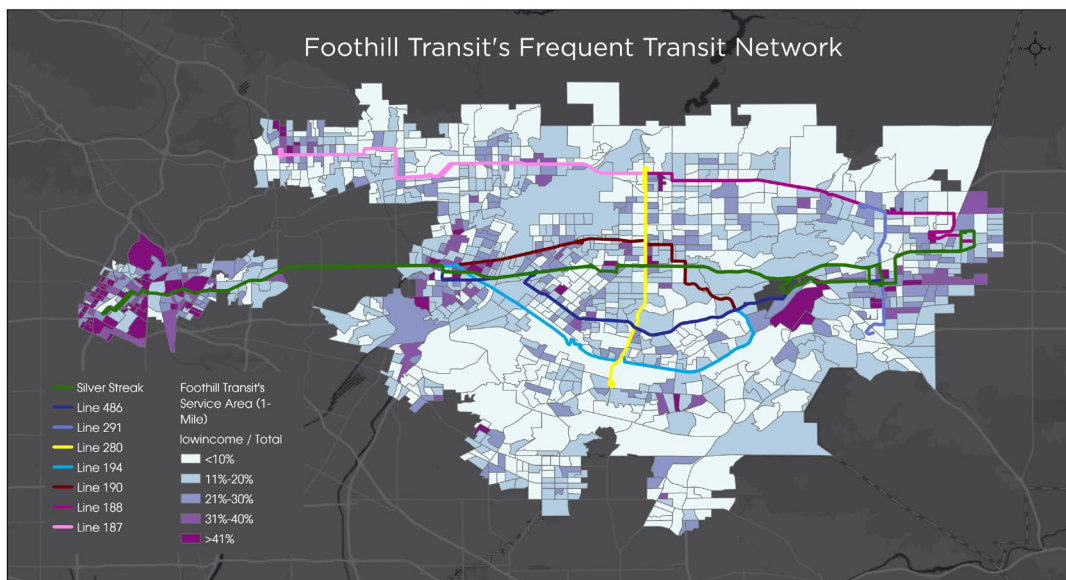 Foothill Transit's Frequent Transit Network
Silver Streak
Line 486
Line 291
Line 280
Line 194
Line 190
Line 188
Line 187
Foothill Transit's
Service Area (1-
Mile)
lowincome / Total
<10%
11%-20%
21%-30%
31%-40%
>41%